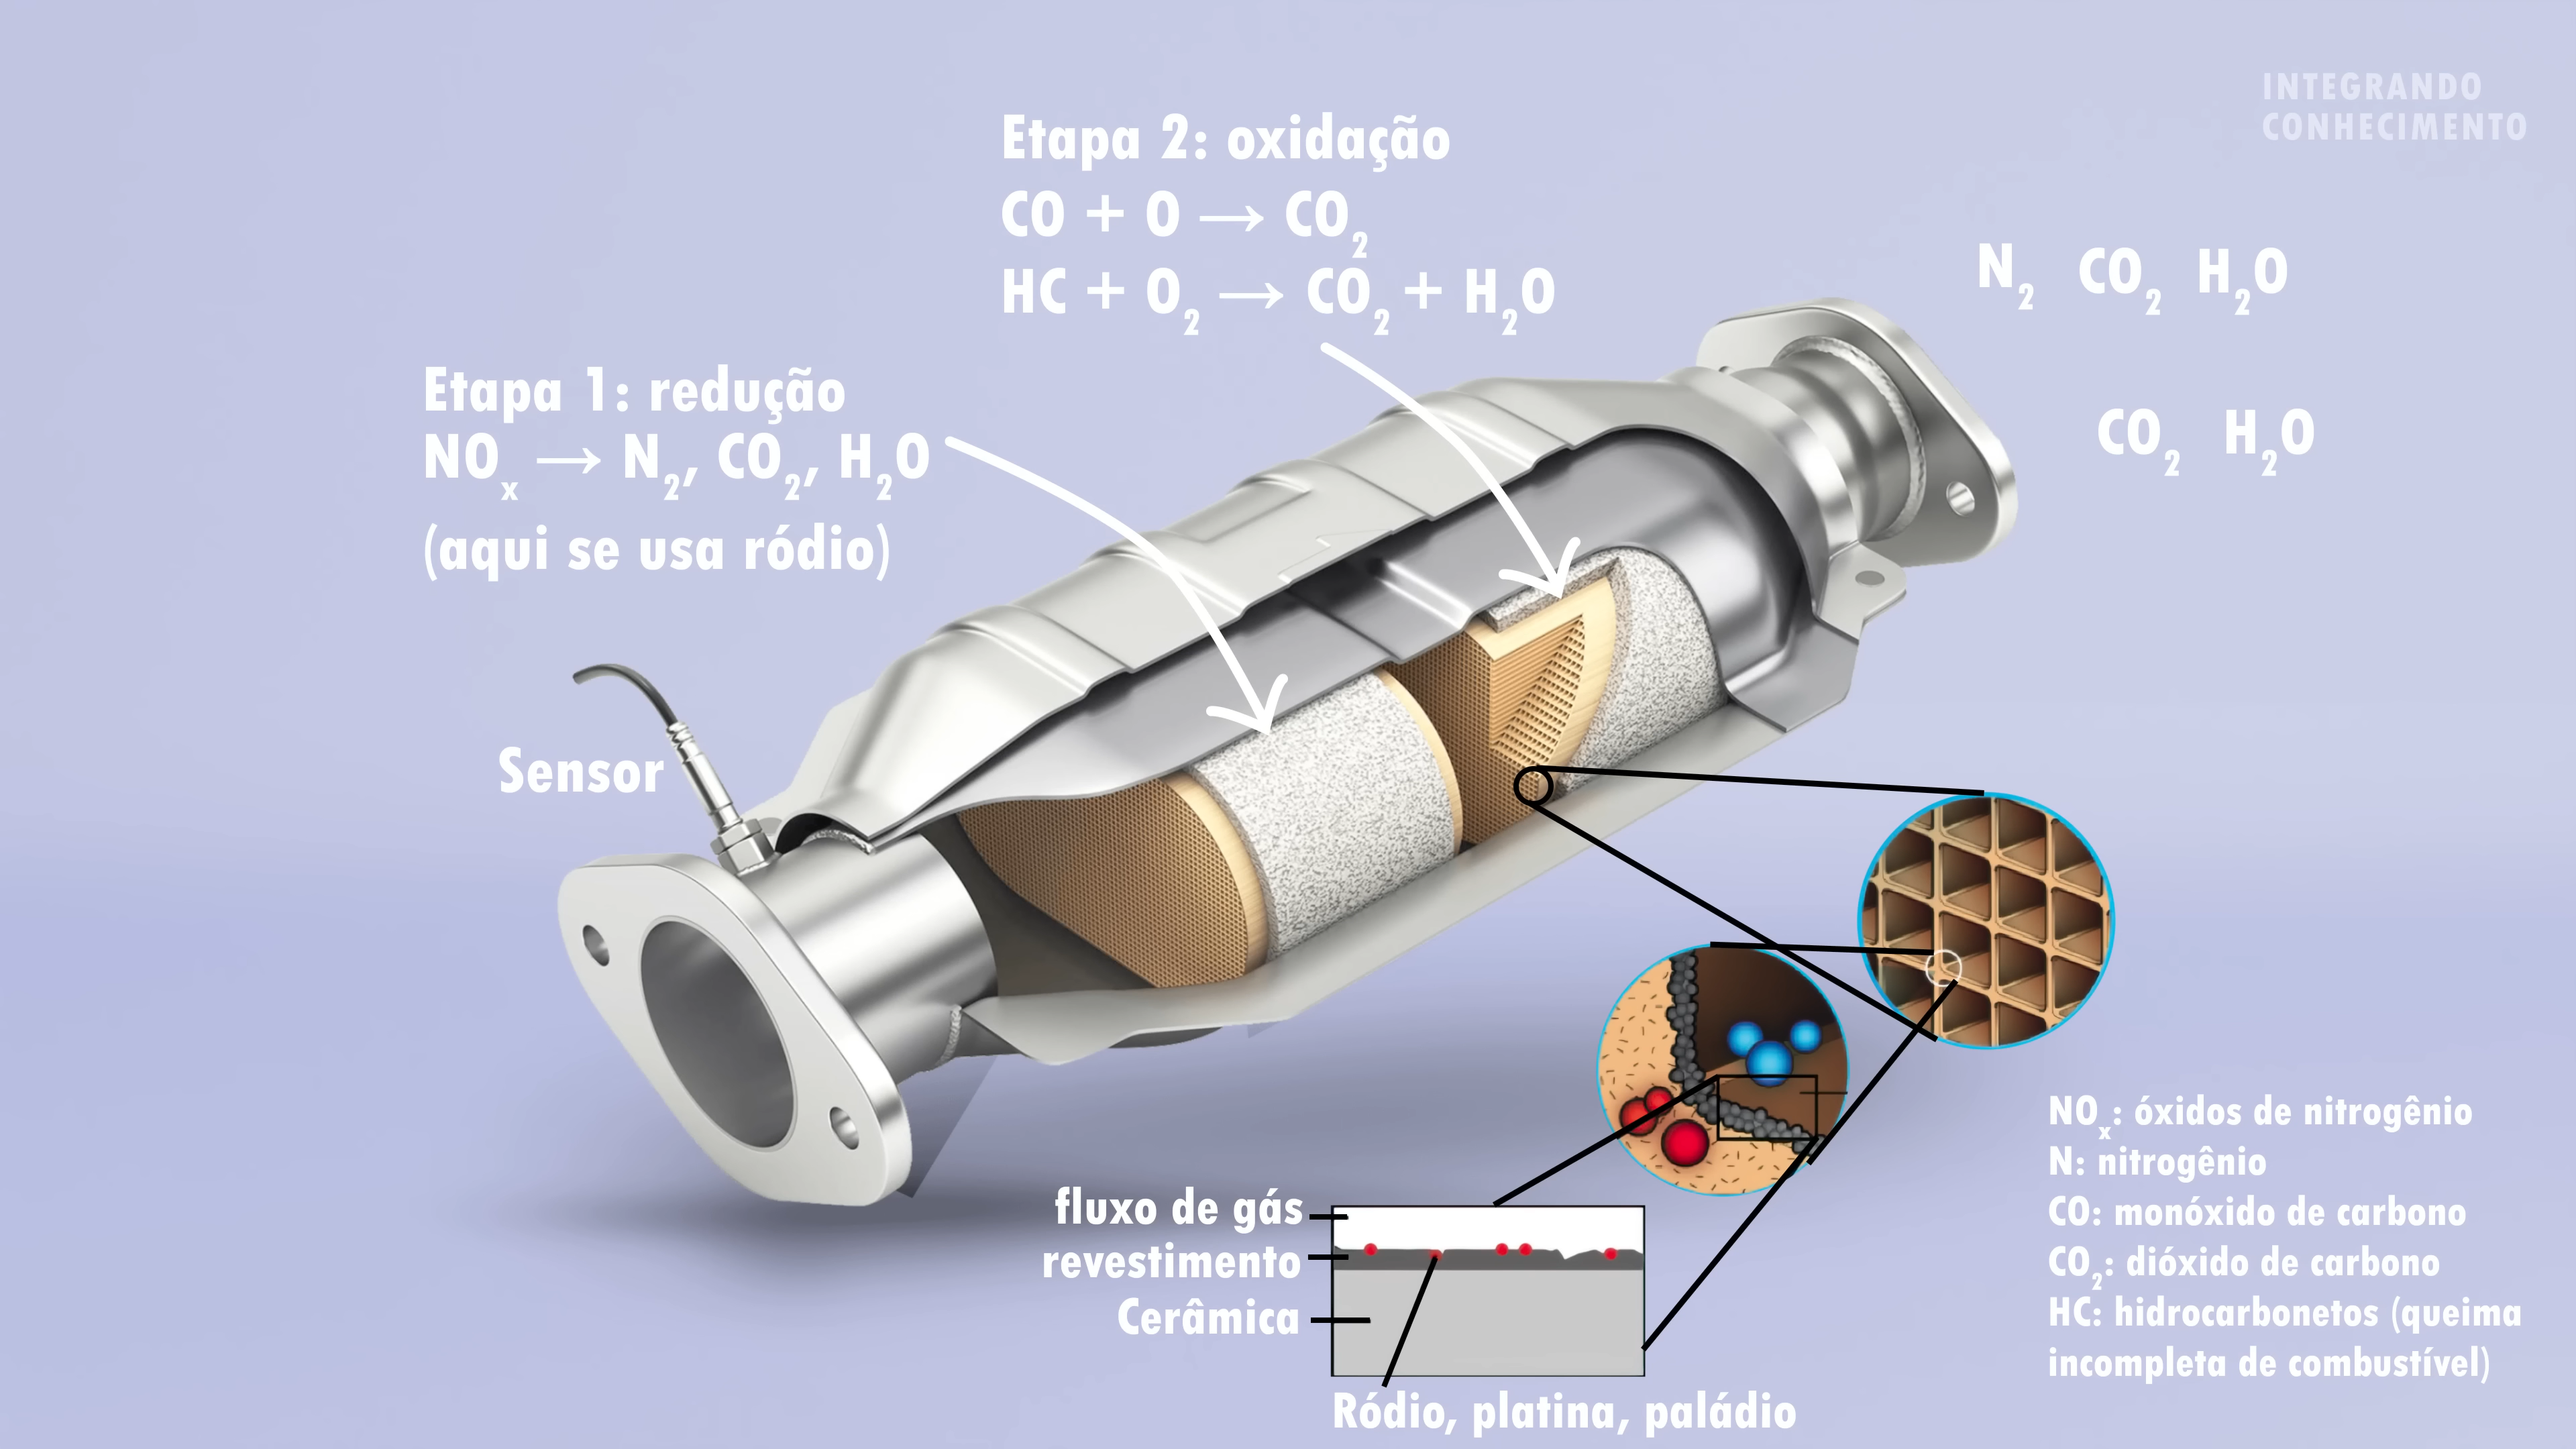 INTEGRANDO
CONHECIMENTO
Etapa 2: oxidação
CO + O → CO₂
HC + O₂ → CO₂ + H₂O
N₂ CO₂ H₂O
CO₂ H₂O
Etapa 1: redução
NOₓ → N₂, CO₂, H₂O
(aqui se usa ródio)
Sensor
fluxo de gás
revestimento
Cerâmica
Ródio, platina, paládio
NOₓ: óxidos de nitrogênio
N: nitrogênio
CO: monóxido de carbono
CO₂: dióxido de carbono
HC: hidrocarbonetos (queima
incompleta de combustível)